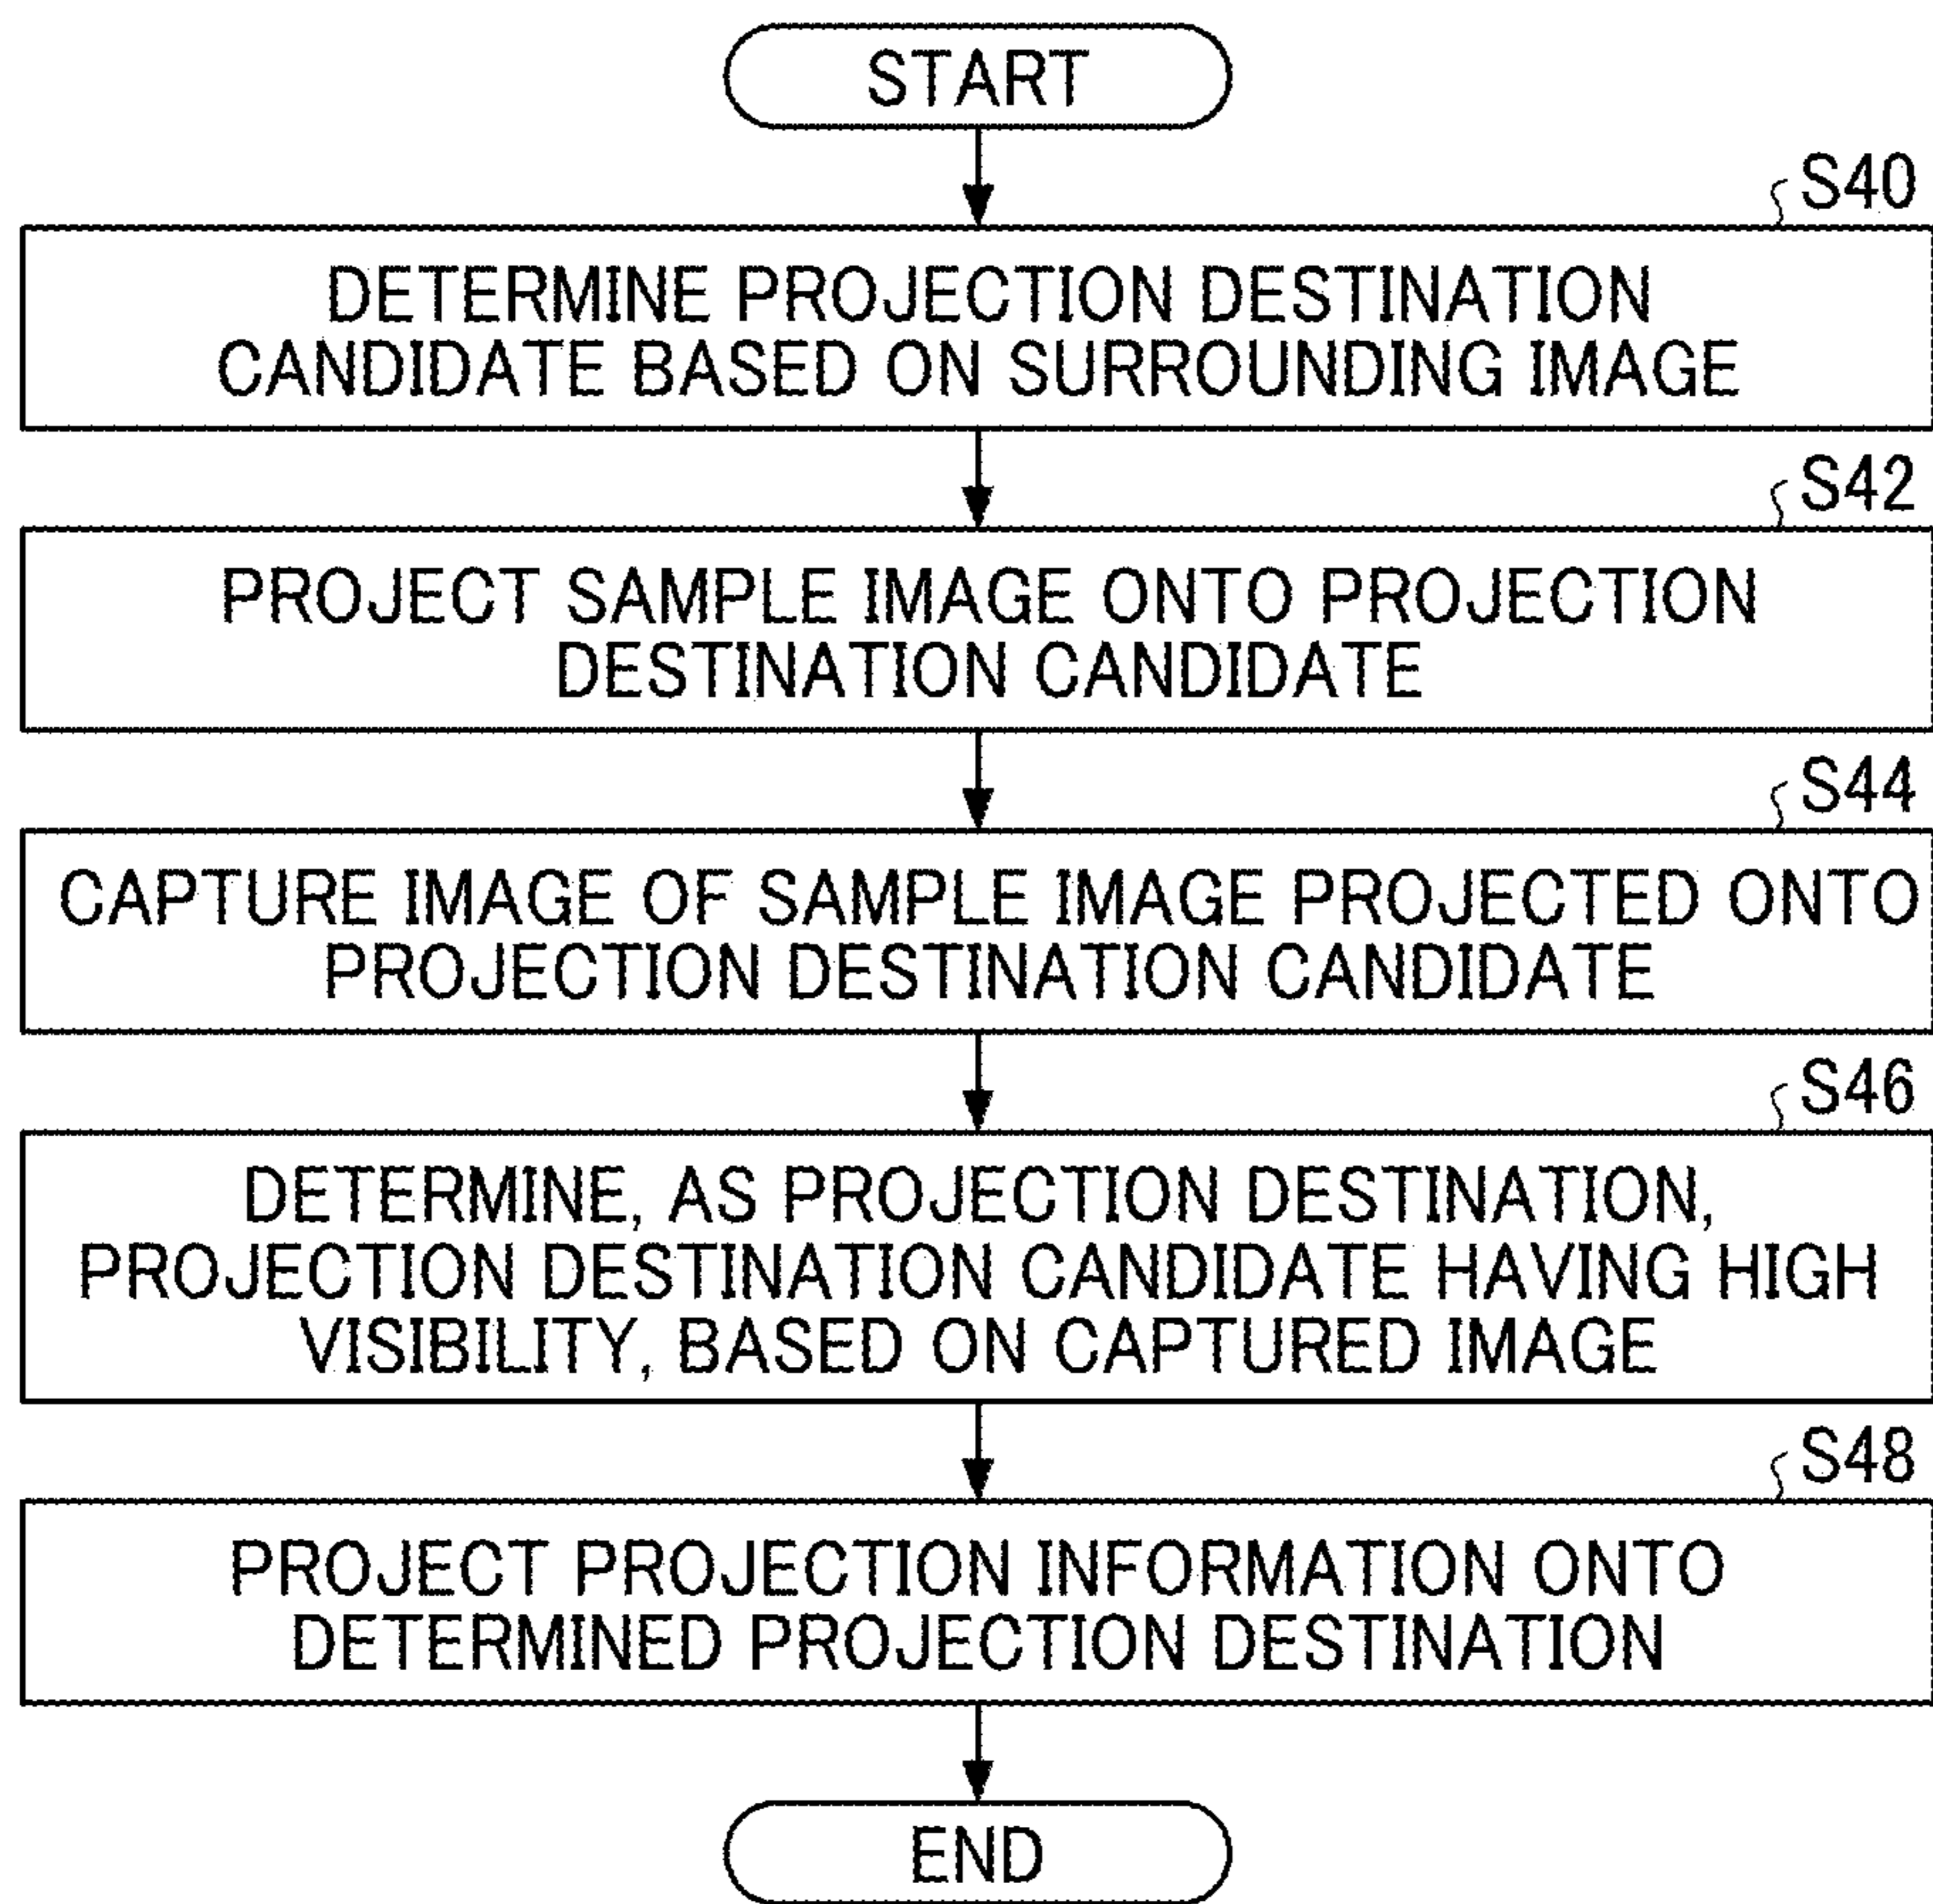 START
S40
DETERMINE PROJECTION DESTINATION
CANDIDATE BASED ON SURROUNDING IMAGE
S42
PROJECT SAMPLE IMAGE ONTO PROJECTION
DESTINATION CANDIDATE
S44
CAPTURE IMAGE OF SAMPLE IMAGE PROJECTED ONTO
PROJECTION DESTINATION CANDIDATE
S46
DETERMINE, AS PROJECTION DESTINATION,
PROJECTION DESTINATION CANDIDATE HAVING HIGH
VISIBILITY, BASED ON CAPTURED IMAGE
S48
PROJECT PROJECTION INFORMATION ONTO
DETERMINED PROJECTION DESTINATION
END